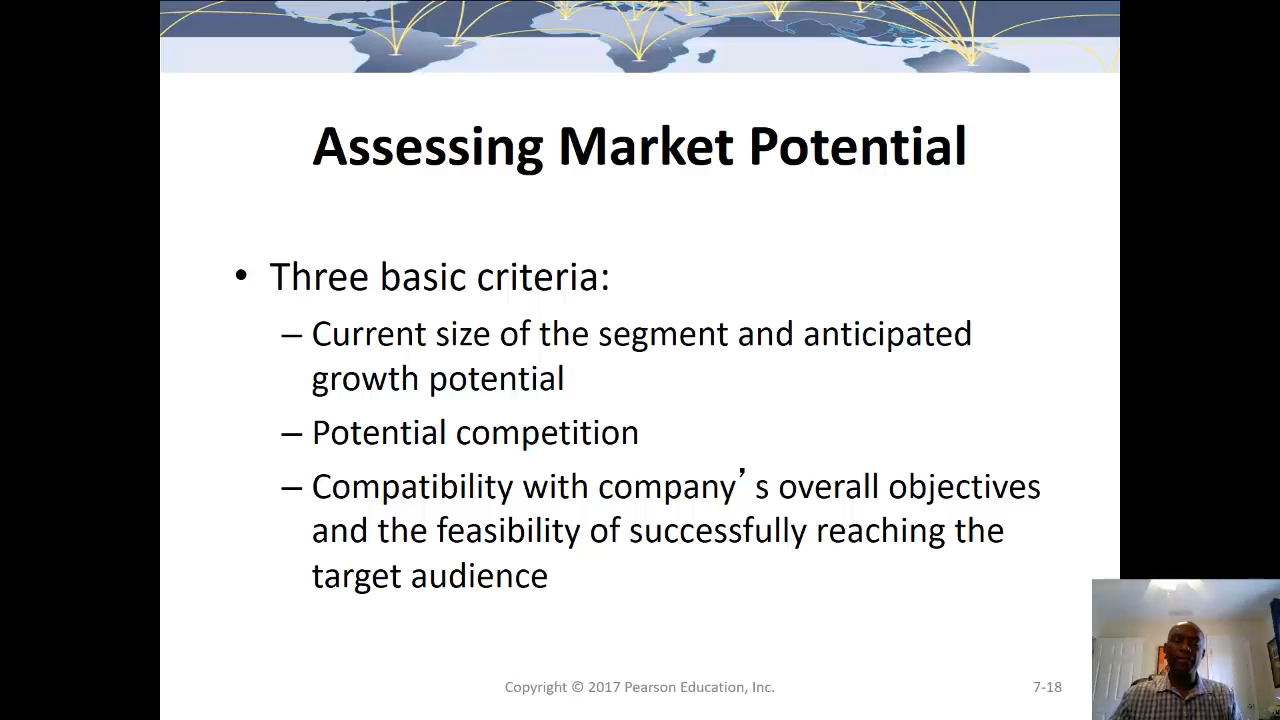 Assessing Market Potential
• Three basic criteria:
– Current size of the segment and anticipated
growth potential
– Potential competition
– Compatibility with company’ s overall objectives
and the feasibility of successfully reaching the
target audience
Copyright © 2017 Pearson Education, Inc.
7-18